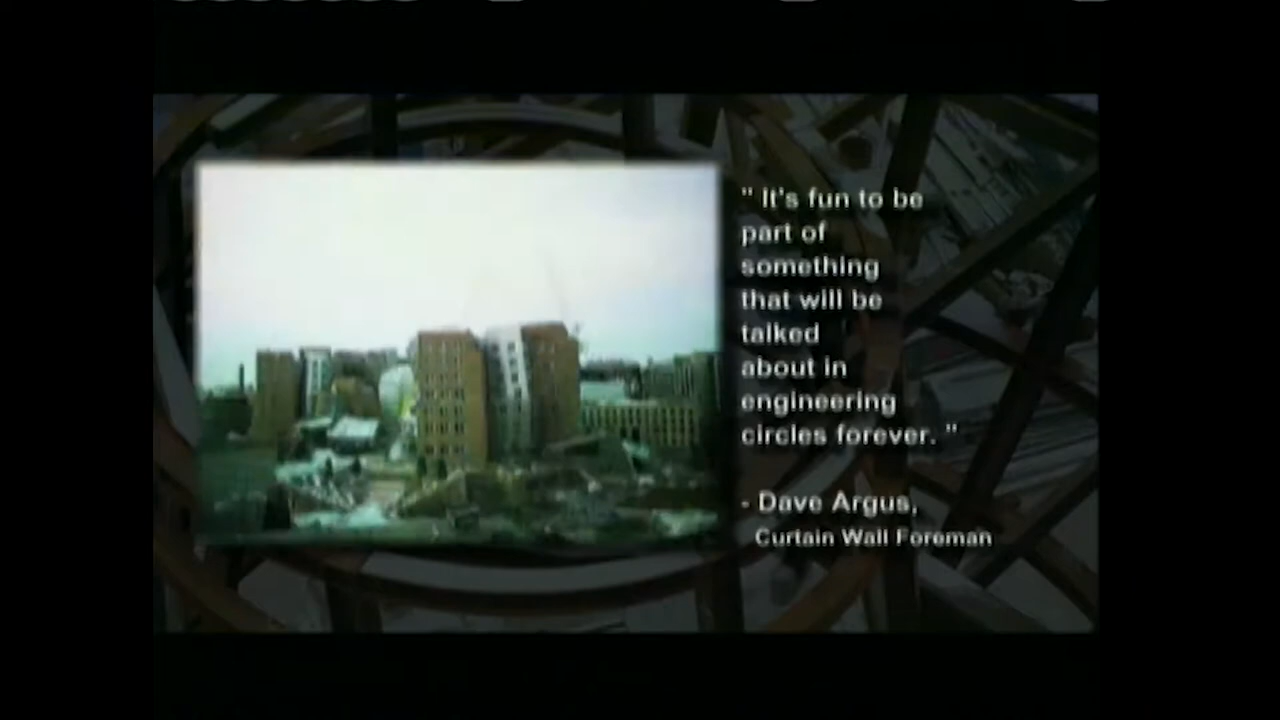 " It's fun to be
part of
something
that will be
talked
about in
engineering
circles forever. "
- Dave Argus,
Curtain Wall Foreman